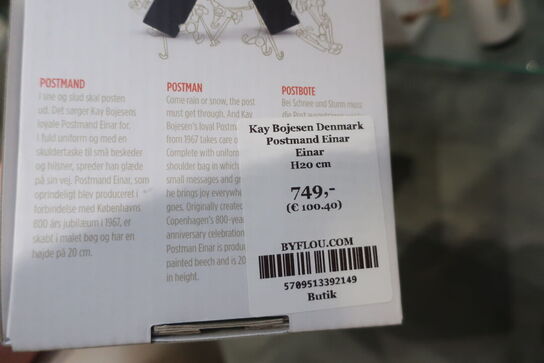 POSTMAND
I sne og slud skal posten
ud. Det sørger Kay Bojesens
loyale Postmand Einar for.
I fuld uniform og med en
skuldertaske til små beskeder
og hilsner, spreder han glæde
på sin vej. Postmand Einar, som
oprindeligt blev produceret i
forbindelse med Københavns
800 års jubilæum i 1967, er
skabt i malet bøg og har en
højde på 20 cm.
POSTMAN
Come rain or snow, the post
must get through. And Kay
Bojesen's loyal Postm
from 1967 takes care o
Complete with uniform
shoulder bag in which
small messages and gr
he brings joy everywhe
goes. Originally created
Copenhagen's 800-year
anniversary celebration
Postman Einar is produ
painted beech and is 20
in height.
POSTBOTE
Bei Schnee und Sturm muss
die Post
Kay Bojesen Denmark
Postmand Einar
Einar
H20 cm
749,-
(€ 100.40)
BYFLOU.COM
5709513392149
Butik